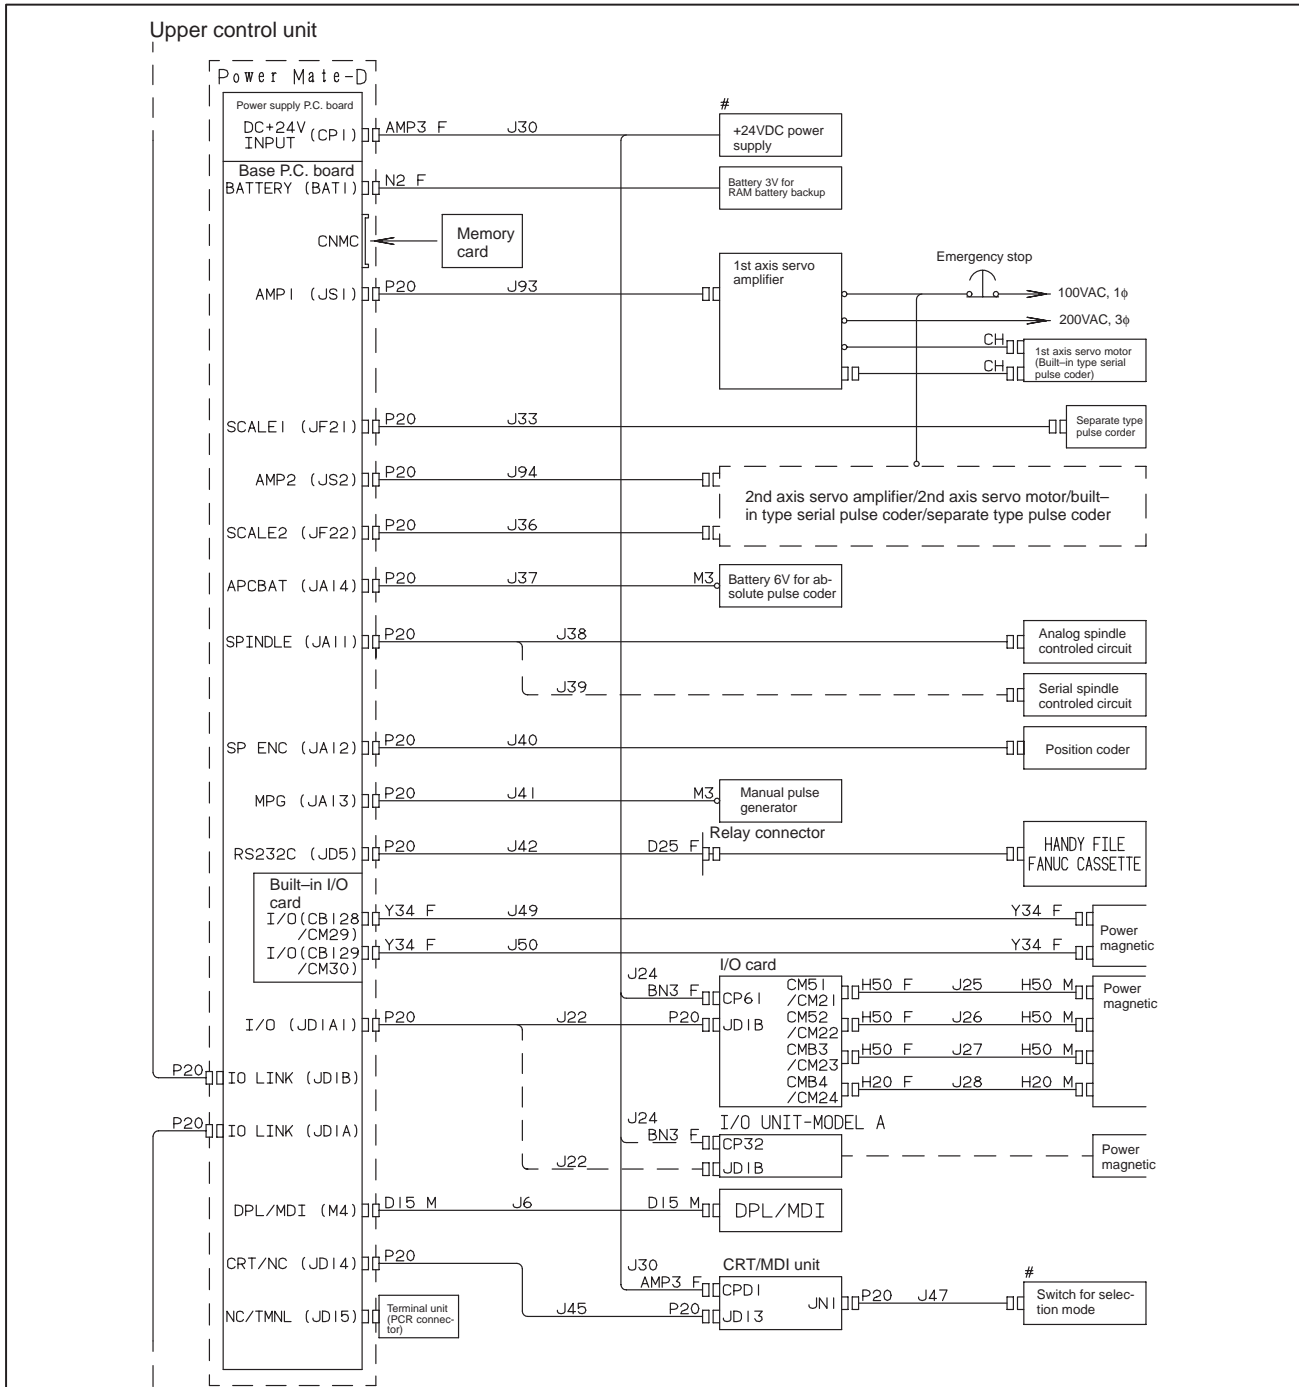 Upper control unit
Power Mate-D
Power supply P.C. board
DC+24V
INPUT (CP1)
AMP3 F J30
#
+24VDC power
supply
Base P.C. board
BATTERY (BAT1)
N2 F
Battery 3V for
RAM battery backup
CNMC
Memory
card
AMP1 (JS1) P20 J93
1st axis servo
amplifier
Emergency stop
100VAC, 1φ
200VAC, 3φ
CH
CH
1st axis servo motor
(Built–in type serial
pulse coder)
SCALE1 (JF21) P20 J33
Separate type
pulse corder
AMP2 (JS2) P20 J94
2nd axis servo amplifier/2nd axis servo motor/built–
in type serial pulse coder/separate type pulse coder
SCALE2 (JF22) P20 J36
APCBAT (JA14) P20 J37 M3
Battery 6V for ab-
solute pulse coder
SPINDLE (JA11) P20 J38
Analog spindle
controled circuit
J39
Serial spindle
controled circuit
SP ENC (JA12) P20 J40
Position coder
MPG (JA13) P20 J41 M3
Manual pulse
generator
RS232C (JD5) P20 J42 D25 F
Relay connector
HANDY FILE
FANUC CASSETTE
Built–in I/O
card
I/O(CB128
/CM29)
Y34 F J49 Y34 F
I/O(CB129
/CM30)
Y34 F J50 Y34 F
Power
magnetic
I/O card
J24
BN3 F CP61
CM51
/CM21
H50 F J25 H50 M
Power
magnetic
I/O (JD1A1) P20 J22 P20 JD1B
CM52
/CM22
H50 F J26 H50 M
CMB3
/CM23
H50 F J27 H50 M
CMB4
/CM24
H20 F J28 H20 M
P20 IO LINK (JD1B)
P20 IO LINK (JD1A)
I/O UNIT-MODEL A
J24
BN3 F CP32
J22 JD1B
Power
magnetic
DPL/MDI (M4) D15 M J6 D15 M DPL/MDI
CRT/NC (JD14) P20
CRT/MDI unit
J30
AMP3 F CPD1
J45 P20 JD13
JN1 P20 J47
#
Switch for selec-
tion mode
NC/TMNL (JD15)
Terminal unit
(PCR connec-
tor)